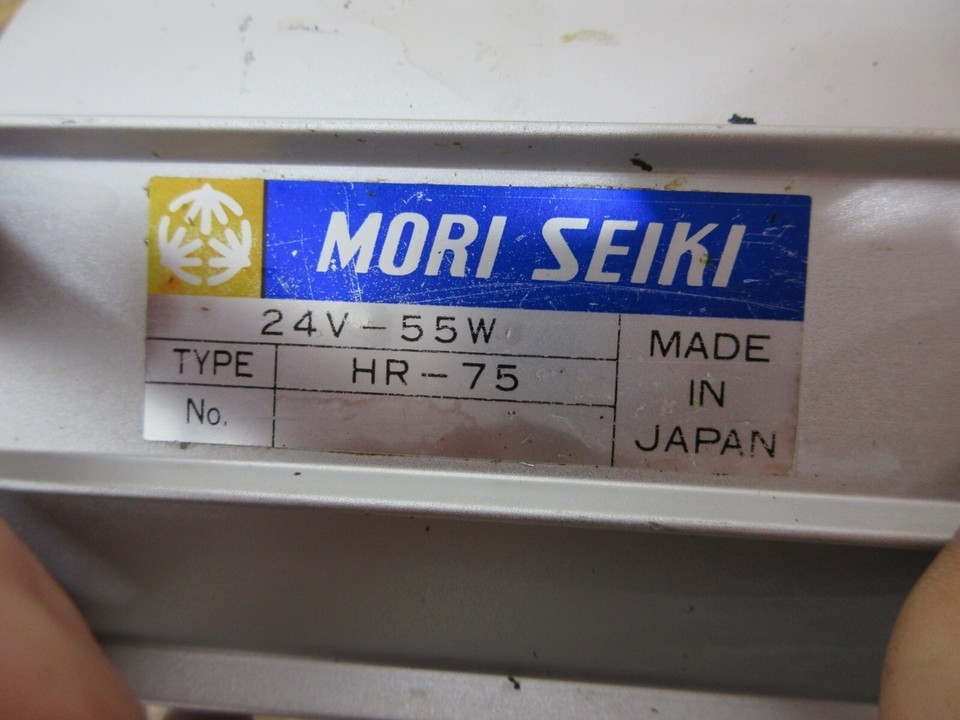 MORI SEIKI
24V-55W
TYPE HR-75
No.
MADE
IN
JAPAN